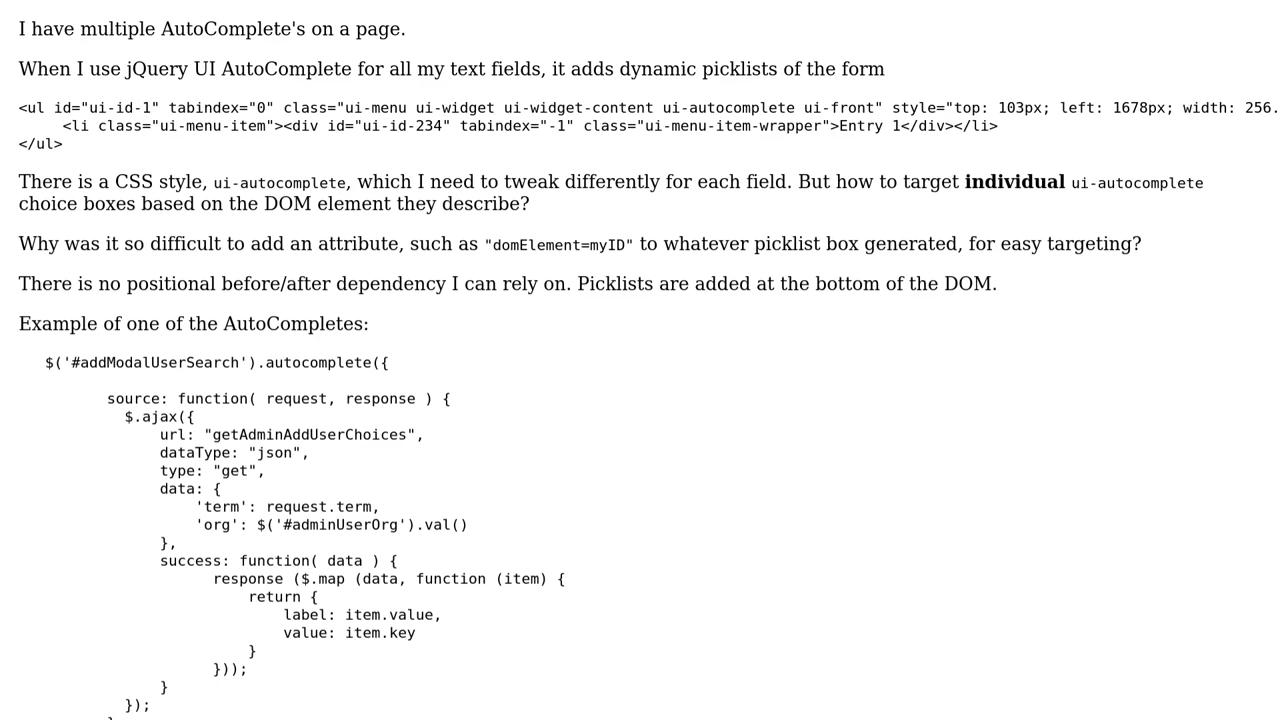 I have multiple AutoComplete's on a page.
When I use jQuery UI AutoComplete for all my text fields, it adds dynamic picklists of the form
<ul id="ui-id-1" tabindex="0" class="ui-menu ui-widget ui-widget-content ui-autocomplete ui-front" style="top: 103px; left: 1678px; width: 256.
     <li class="ui-menu-item"><div id="ui-id-234" tabindex="-1" class="ui-menu-item-wrapper">Entry 1</div></li>
</ul>
There is a CSS style, ui-autocomplete, which I need to tweak differently for each field. But how to target individual ui-autocomplete
choice boxes based on the DOM element they describe?
Why was it so difficult to add an attribute, such as "domElement=myID" to whatever picklist box generated, for easy targeting?
There is no positional before/after dependency I can rely on. Picklists are added at the bottom of the DOM.
Example of one of the AutoCompletes:
   $('#addModalUserSearch').autocomplete({
          source: function( request, response ) {
            $.ajax({
                url: "getAdminAddUserChoices",
                dataType: "json",
                type: "get",
                data: {
                    'term': request.term,
                    'org': $('#adminUserOrg').val()
                },
                success: function( data ) {
                      response ($.map (data, function (item) {
                          return {
                              label: item.value,
                              value: item.key
                          }
                      }));
                }
            });